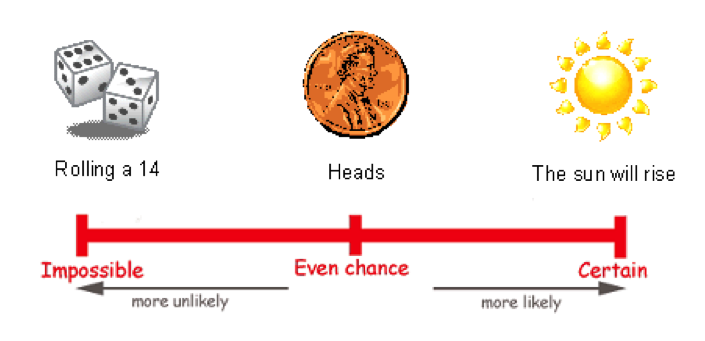 Rolling a 14
Heads
The sun will rise
Impossible
Even chance
Certain
more unlikely
more likely